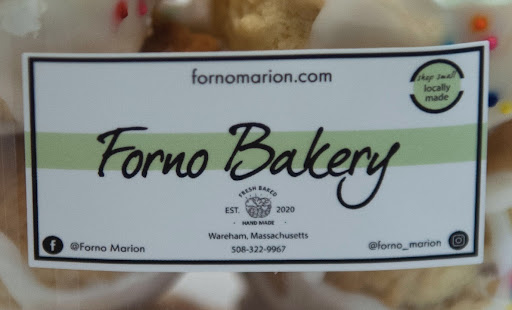 fornomarion.com
shop small
locally
made
Forno Bakery
FRESH BAKED
EST. 2020
HAND MADE
Wareham, Massachusetts
508-322-9967
@Forno Marion
@forno_marion